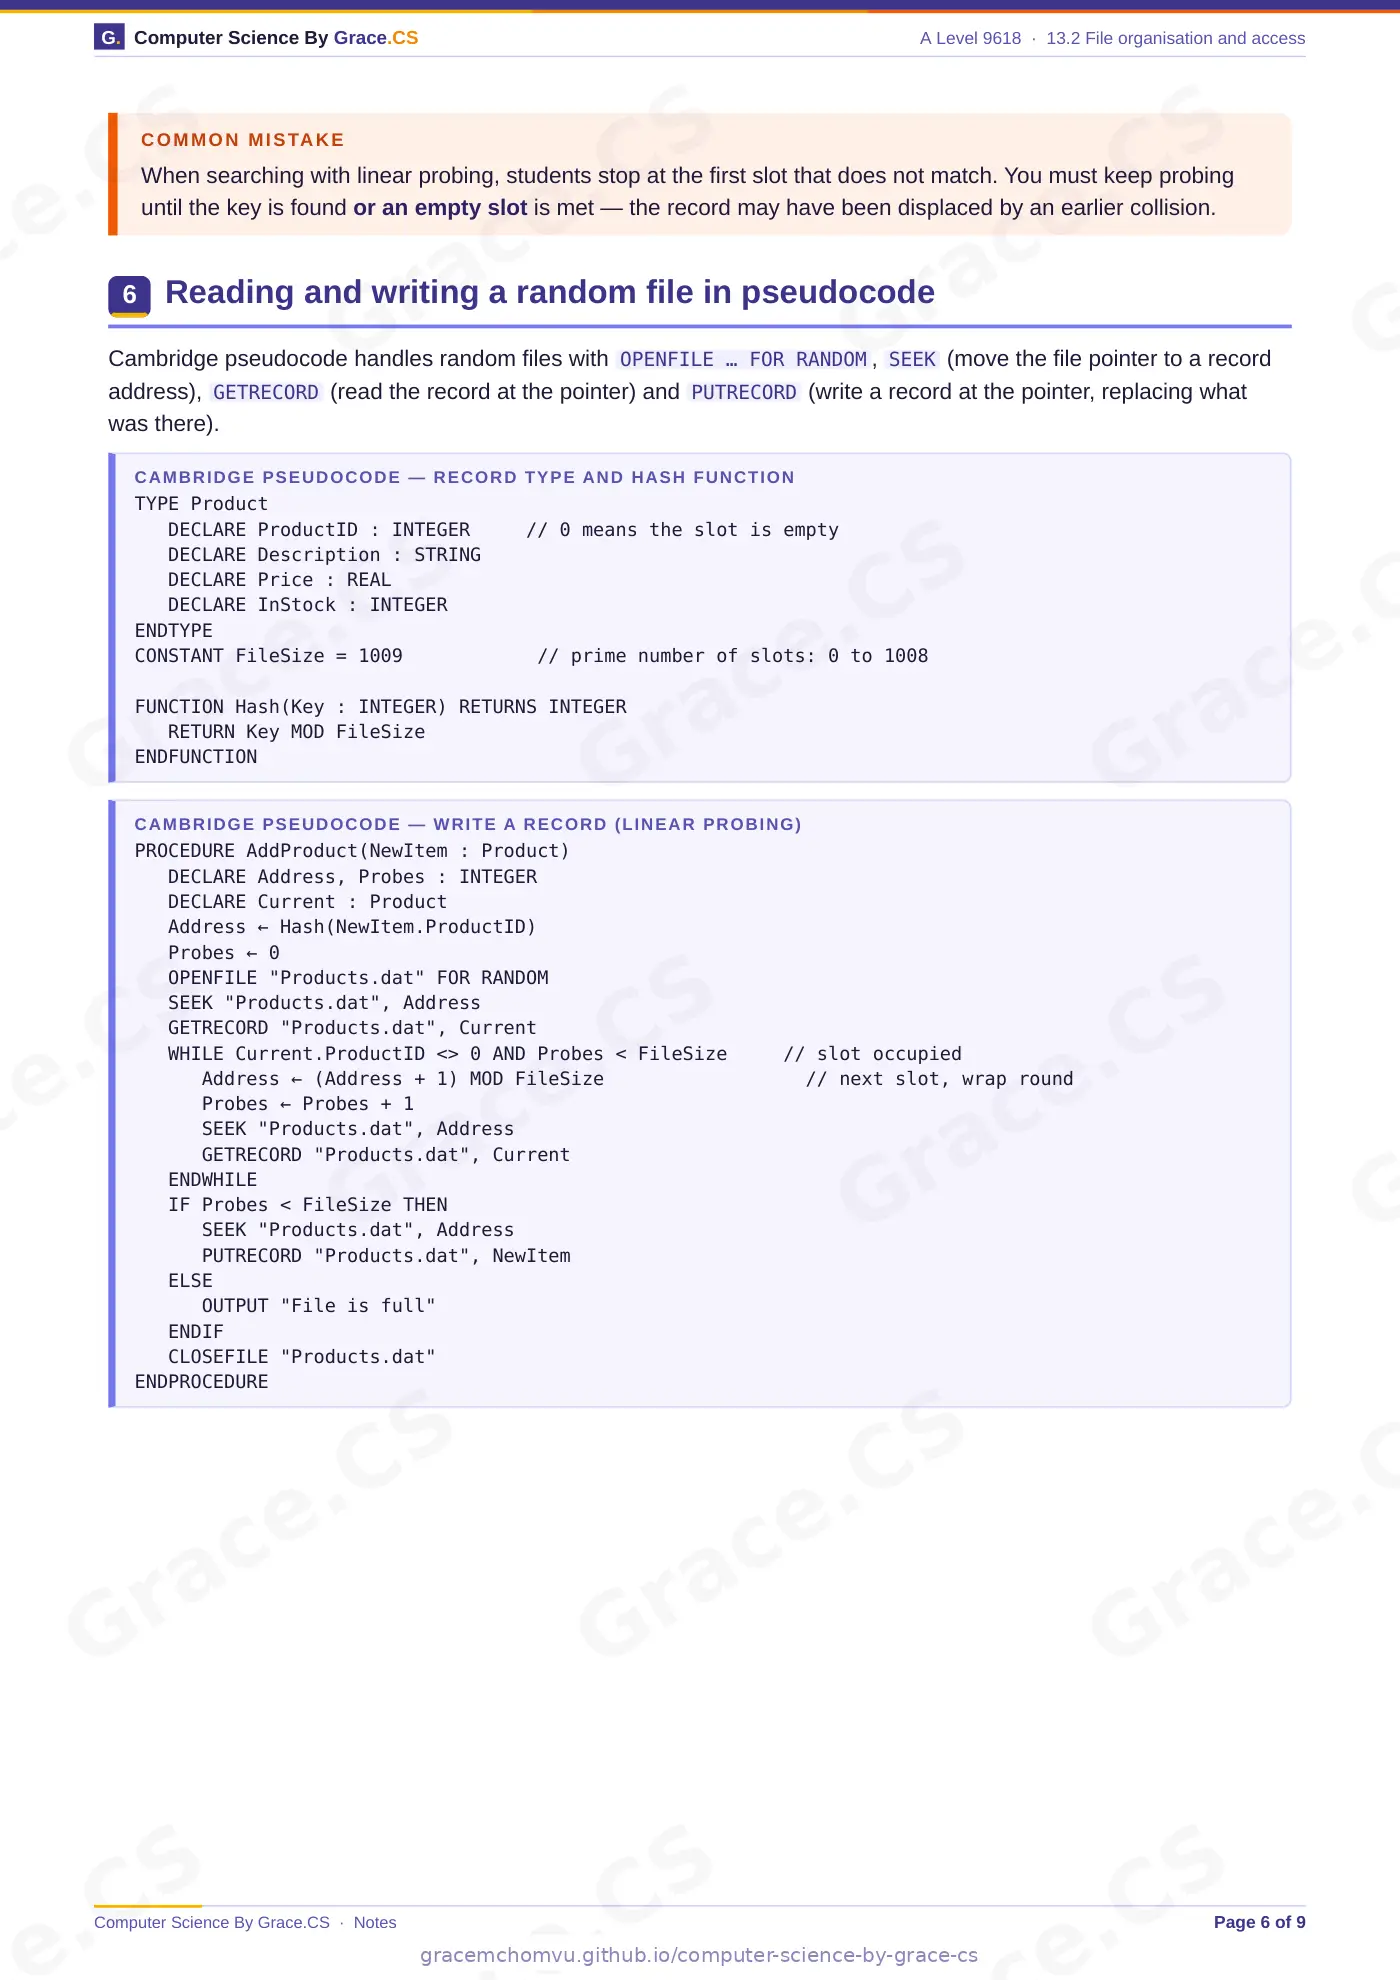 G. Computer Science By Grace.CS
A Level 9618 · 13.2 File organisation and access
COMMON MISTAKE
When searching with linear probing, students stop at the first slot that does not match. You must keep probing
until the key is found or an empty slot is met — the record may have been displaced by an earlier collision.
6 Reading and writing a random file in pseudocode
Cambridge pseudocode handles random files with OPENFILE … FOR RANDOM, SEEK (move the file pointer to a record
address), GETRECORD (read the record at the pointer) and PUTRECORD (write a record at the pointer, replacing what
was there).
CAMBRIDGE PSEUDOCODE — RECORD TYPE AND HASH FUNCTION
TYPE Product
   DECLARE ProductID : INTEGER     // 0 means the slot is empty
   DECLARE Description : STRING
   DECLARE Price : REAL
   DECLARE InStock : INTEGER
ENDTYPE
CONSTANT FileSize = 1009            // prime number of slots: 0 to 1008
FUNCTION Hash(Key : INTEGER) RETURNS INTEGER
   RETURN Key MOD FileSize
ENDFUNCTION
CAMBRIDGE PSEUDOCODE — WRITE A RECORD (LINEAR PROBING)
PROCEDURE AddProduct(NewItem : Product)
   DECLARE Address, Probes : INTEGER
   DECLARE Current : Product
   Address ← Hash(NewItem.ProductID)
   Probes ← 0
   OPENFILE "Products.dat" FOR RANDOM
   SEEK "Products.dat", Address
   GETRECORD "Products.dat", Current
   WHILE Current.ProductID <> 0 AND Probes < FileSize     // slot occupied
      Address ← (Address + 1) MOD FileSize                  // next slot, wrap round
      Probes ← Probes + 1
      SEEK "Products.dat", Address
      GETRECORD "Products.dat", Current
   ENDWHILE
   IF Probes < FileSize THEN
      SEEK "Products.dat", Address
      PUTRECORD "Products.dat", NewItem
   ELSE
      OUTPUT "File is full"
   ENDIF
   CLOSEFILE "Products.dat"
ENDPROCEDURE
Computer Science By Grace.CS · Notes
Page 6 of 9
gracemchomvu.github.io/computer-science-by-grace-cs